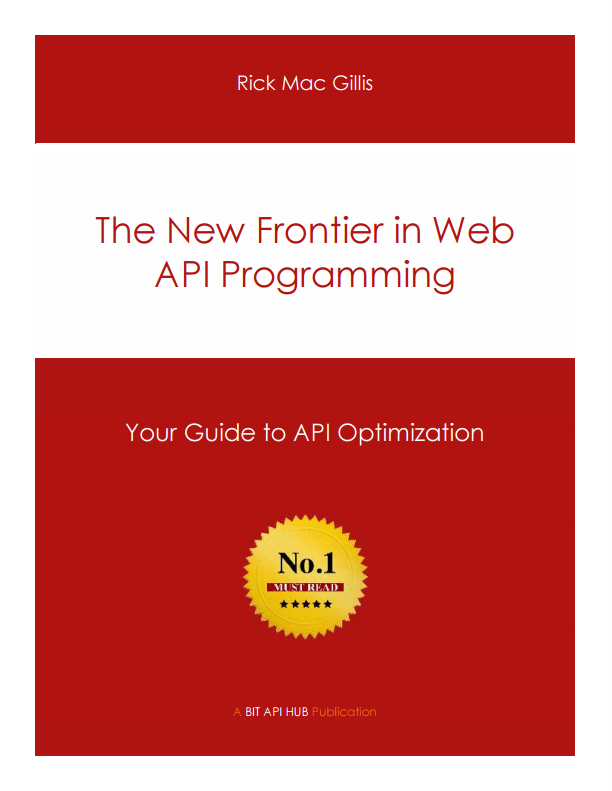 Rick Mac Gillis
The New Frontier in Web
API Programming
Your Guide to API Optimization
No.1
MUST READ
★★★★★
A BIT API HUB Publication